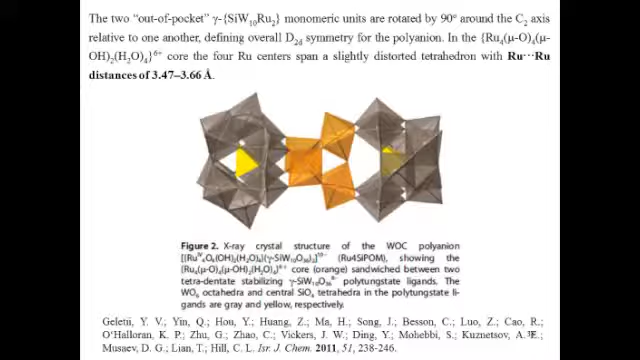 The two "out-of-pocket" γ-{SiW₁₀Ru₂} monomeric units are rotated by 90° around the C₂ axis
relative to one another, defining overall D₂d symmetry for the polyanion. In the {Ru₄(μ-O)₄(μ-
OH)₂(H₂O)₄}⁶⁺ core the four Ru centers span a slightly distorted tetrahedron with Ru···Ru
distances of 3.47–3.66 Å.
Figure 2. X-ray crystal structure of the WOC polyanion
[{Ru^IV₄O₄(OH)₂(H₂O)₄}(γ-SiW₁₀O₃₆)₂]¹⁰⁻ (Ru4SiPOM), showing the
{Ru₄(μ-O)₄(μ-OH)₂(H₂O)₄}⁶⁺ core (orange) sandwiched between two
tetra-dentate stabilizing γ-SiW₁₀O₃₆⁸⁻ polytungstate ligands. The
WO₆ octahedra and central SiO₄ tetrahedra in the polytungstate li-
gands are gray and yellow, respectively.
Geletii, Y. V.; Yin, Q.; Hou, Y.; Huang, Z.; Ma, H.; Song, J.; Besson, C.; Luo, Z.; Cao, R.;
O'Halloran, K. P.; Zhu, G.; Zhao, C.; Vickers, J. W.; Ding, Y.; Mohebbi, S.; Kuznetsov, A. E.;
Musaev, D. G.; Lian, T.; Hill, C. L. Isr. J. Chem. 2011, 51, 238-246.